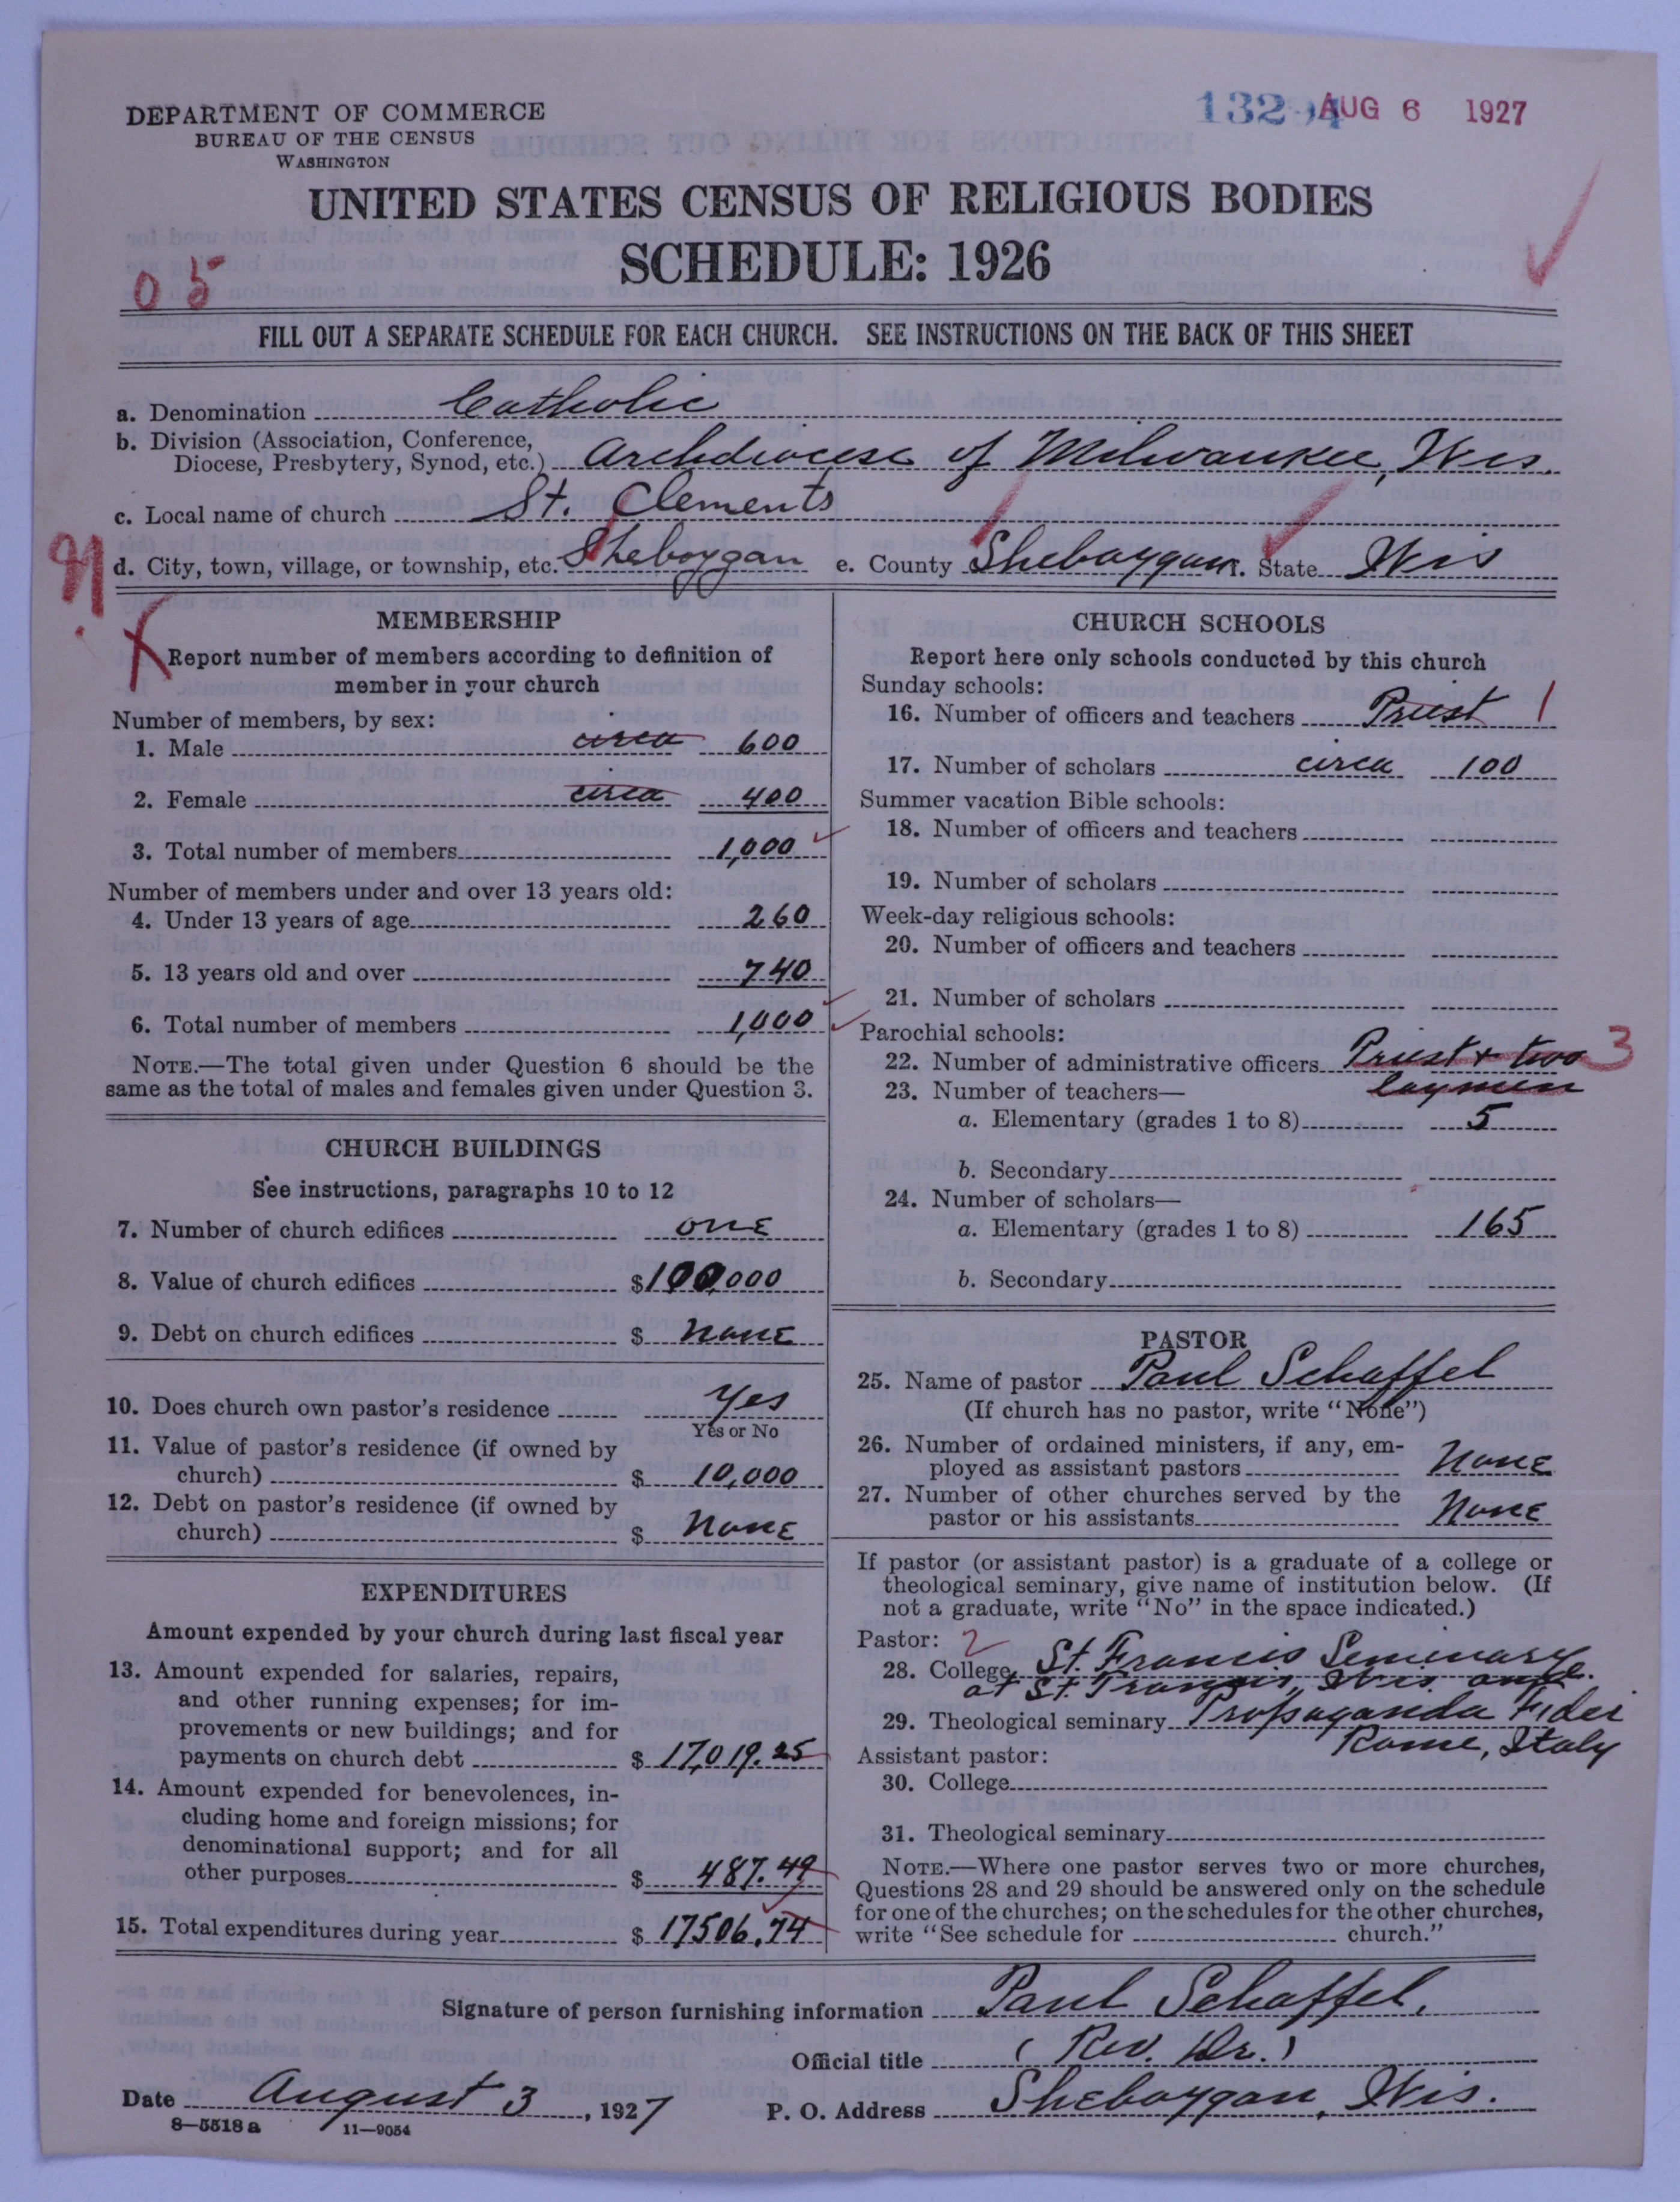 DEPARTMENT OF COMMERCE
BUREAU OF THE CENSUS
WASHINGTON
13294 AUG 6 1927
UNITED STATES CENSUS OF RELIGIOUS BODIES
SCHEDULE: 1926
05
FILL OUT A SEPARATE SCHEDULE FOR EACH CHURCH. SEE INSTRUCTIONS ON THE BACK OF THIS SHEET
a. Denomination Catholic
b. Division (Association, Conference,
Diocese, Presbytery, Synod, etc.) Archdiocese of Milwaukee, Wis.
c. Local name of church St. Clements
d. City, town, village, or township, etc. Sheboygan e. County Sheboygan f. State Wis
MEMBERSHIP
Report number of members according to definition of
member in your church
Number of members, by sex:
1. Male circa 600
2. Female circa 400
3. Total number of members 1,000
Number of members under and over 13 years old:
4. Under 13 years of age 260
5. 13 years old and over 740
6. Total number of members 1,000
NOTE.—The total given under Question 6 should be the
same as the total of males and females given under Question 3.
CHURCH BUILDINGS
See instructions, paragraphs 10 to 12
7. Number of church edifices one
8. Value of church edifices $100,000
9. Debt on church edifices $ none
10. Does church own pastor's residence Yes
Yes or No
11. Value of pastor's residence (if owned by
church) $ 10,000
12. Debt on pastor's residence (if owned by
church) $ none
EXPENDITURES
Amount expended by your church during last fiscal year
13. Amount expended for salaries, repairs,
and other running expenses; for im-
provements or new buildings; and for
payments on church debt $ 17,019.25
14. Amount expended for benevolences, in-
cluding home and foreign missions; for
denominational support; and for all
other purposes $ 487.49
15. Total expenditures during year $ 17506.74
CHURCH SCHOOLS
Report here only schools conducted by this church
Sunday schools:
16. Number of officers and teachers Priest 1
17. Number of scholars circa 100
Summer vacation Bible schools:
18. Number of officers and teachers
19. Number of scholars
Week-day religious schools:
20. Number of officers and teachers
21. Number of scholars
Parochial schools:
22. Number of administrative officers Priest + two 3
23. Number of teachers— laymen
a. Elementary (grades 1 to 8) 5
b. Secondary
24. Number of scholars—
a. Elementary (grades 1 to 8) 165
b. Secondary
PASTOR
25. Name of pastor Paul Schaffel
(If church has no pastor, write "None")
26. Number of ordained ministers, if any, em-
ployed as assistant pastors None
27. Number of other churches served by the
pastor or his assistants None
If pastor (or assistant pastor) is a graduate of a college or
theological seminary, give name of institution below. (If
not a graduate, write "No" in the space indicated.)
Pastor: 2
28. College St. Francis Seminary
at St. Francis, Wis. and
29. Theological seminary Propaganda Fidei
Assistant pastor: Rome, Italy
30. College
31. Theological seminary
NOTE.—Where one pastor serves two or more churches,
Questions 28 and 29 should be answered only on the schedule
for one of the churches; on the schedules for the other churches,
write "See schedule for church."
Signature of person furnishing information Paul Schaffel.
Official title (Rev. Dr.)
Date August 3, 1927 P. O. Address Sheboygan, Wis.
8—5518a 11—9054